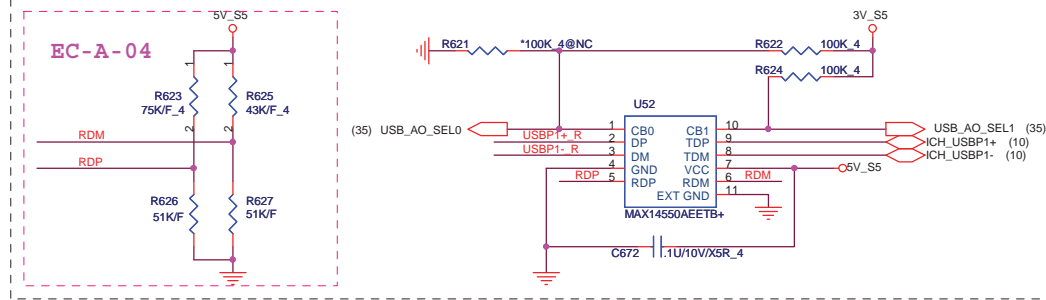 5V_S5
EC-A-04
1
1
R623
75K/F_4
R625
43K/F_4
2
2
RDM
RDP
R626
51K/F
R627
51K/F
3V_S5
R621
*100K_4@NC
R622
100K_4
R624
100K_4
U52
(35) USB_AO_SEL0
1
CB0
CB1
10
USB_AO_SEL1 (35)
USBP1+_R
2
DP
TDP
9
ICH_USBP1+ (10)
USBP1-_R
3
DM
TDM
8
ICH_USBP1- (10)
4
GND
VCC
7
5V_S5
RDP
5
RDP
RDM
6
RDM
EXT GND
11
MAX14550AEETB+
C672
.1U/10V/X5R_4